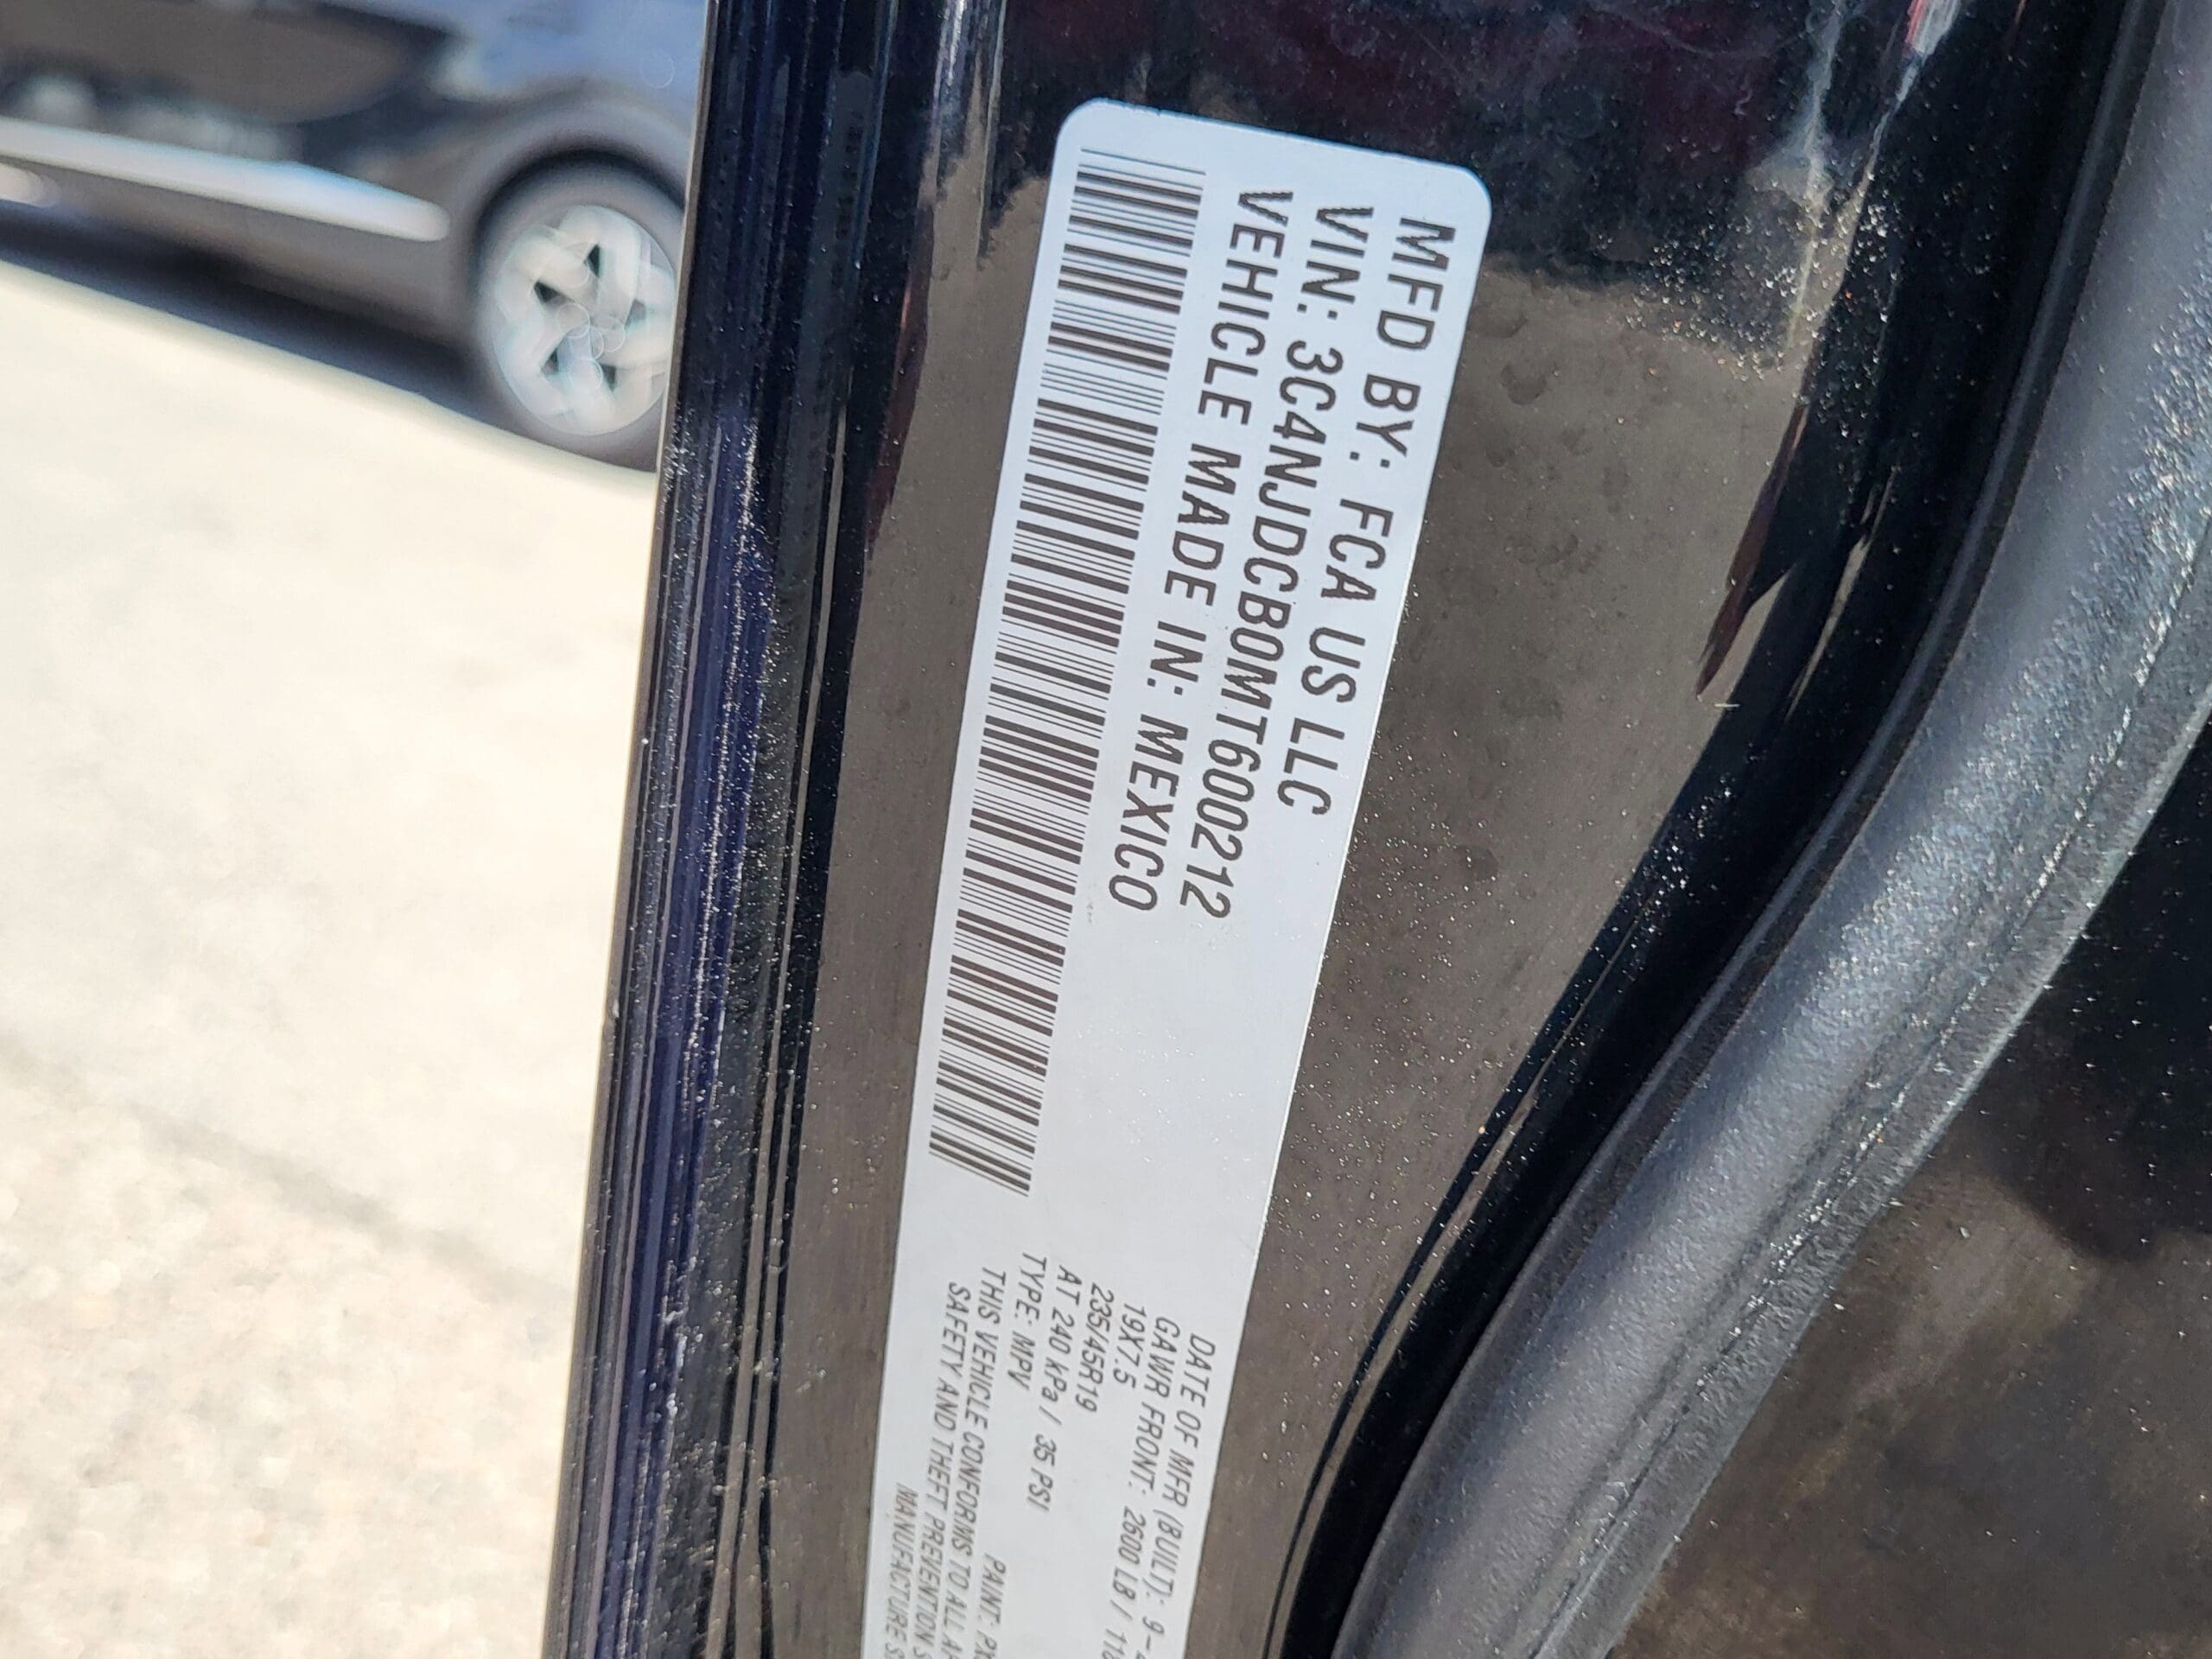 MFD BY: FCA US LLC
VIN: 3C4NJDCB0MT600212
VEHICLE MADE IN: MEXICO
DATE OF MFR (BUILT): 9-
GAWR FRONT: 2600 LB /
19X7.5
235/45R19
AT 240 kPa / 35 PSI
TYPE: MPV PAINT:
THIS VEHICLE CONFORMS TO ALL
SAFETY AND THEFT PREVENTION
MANUFACTURE